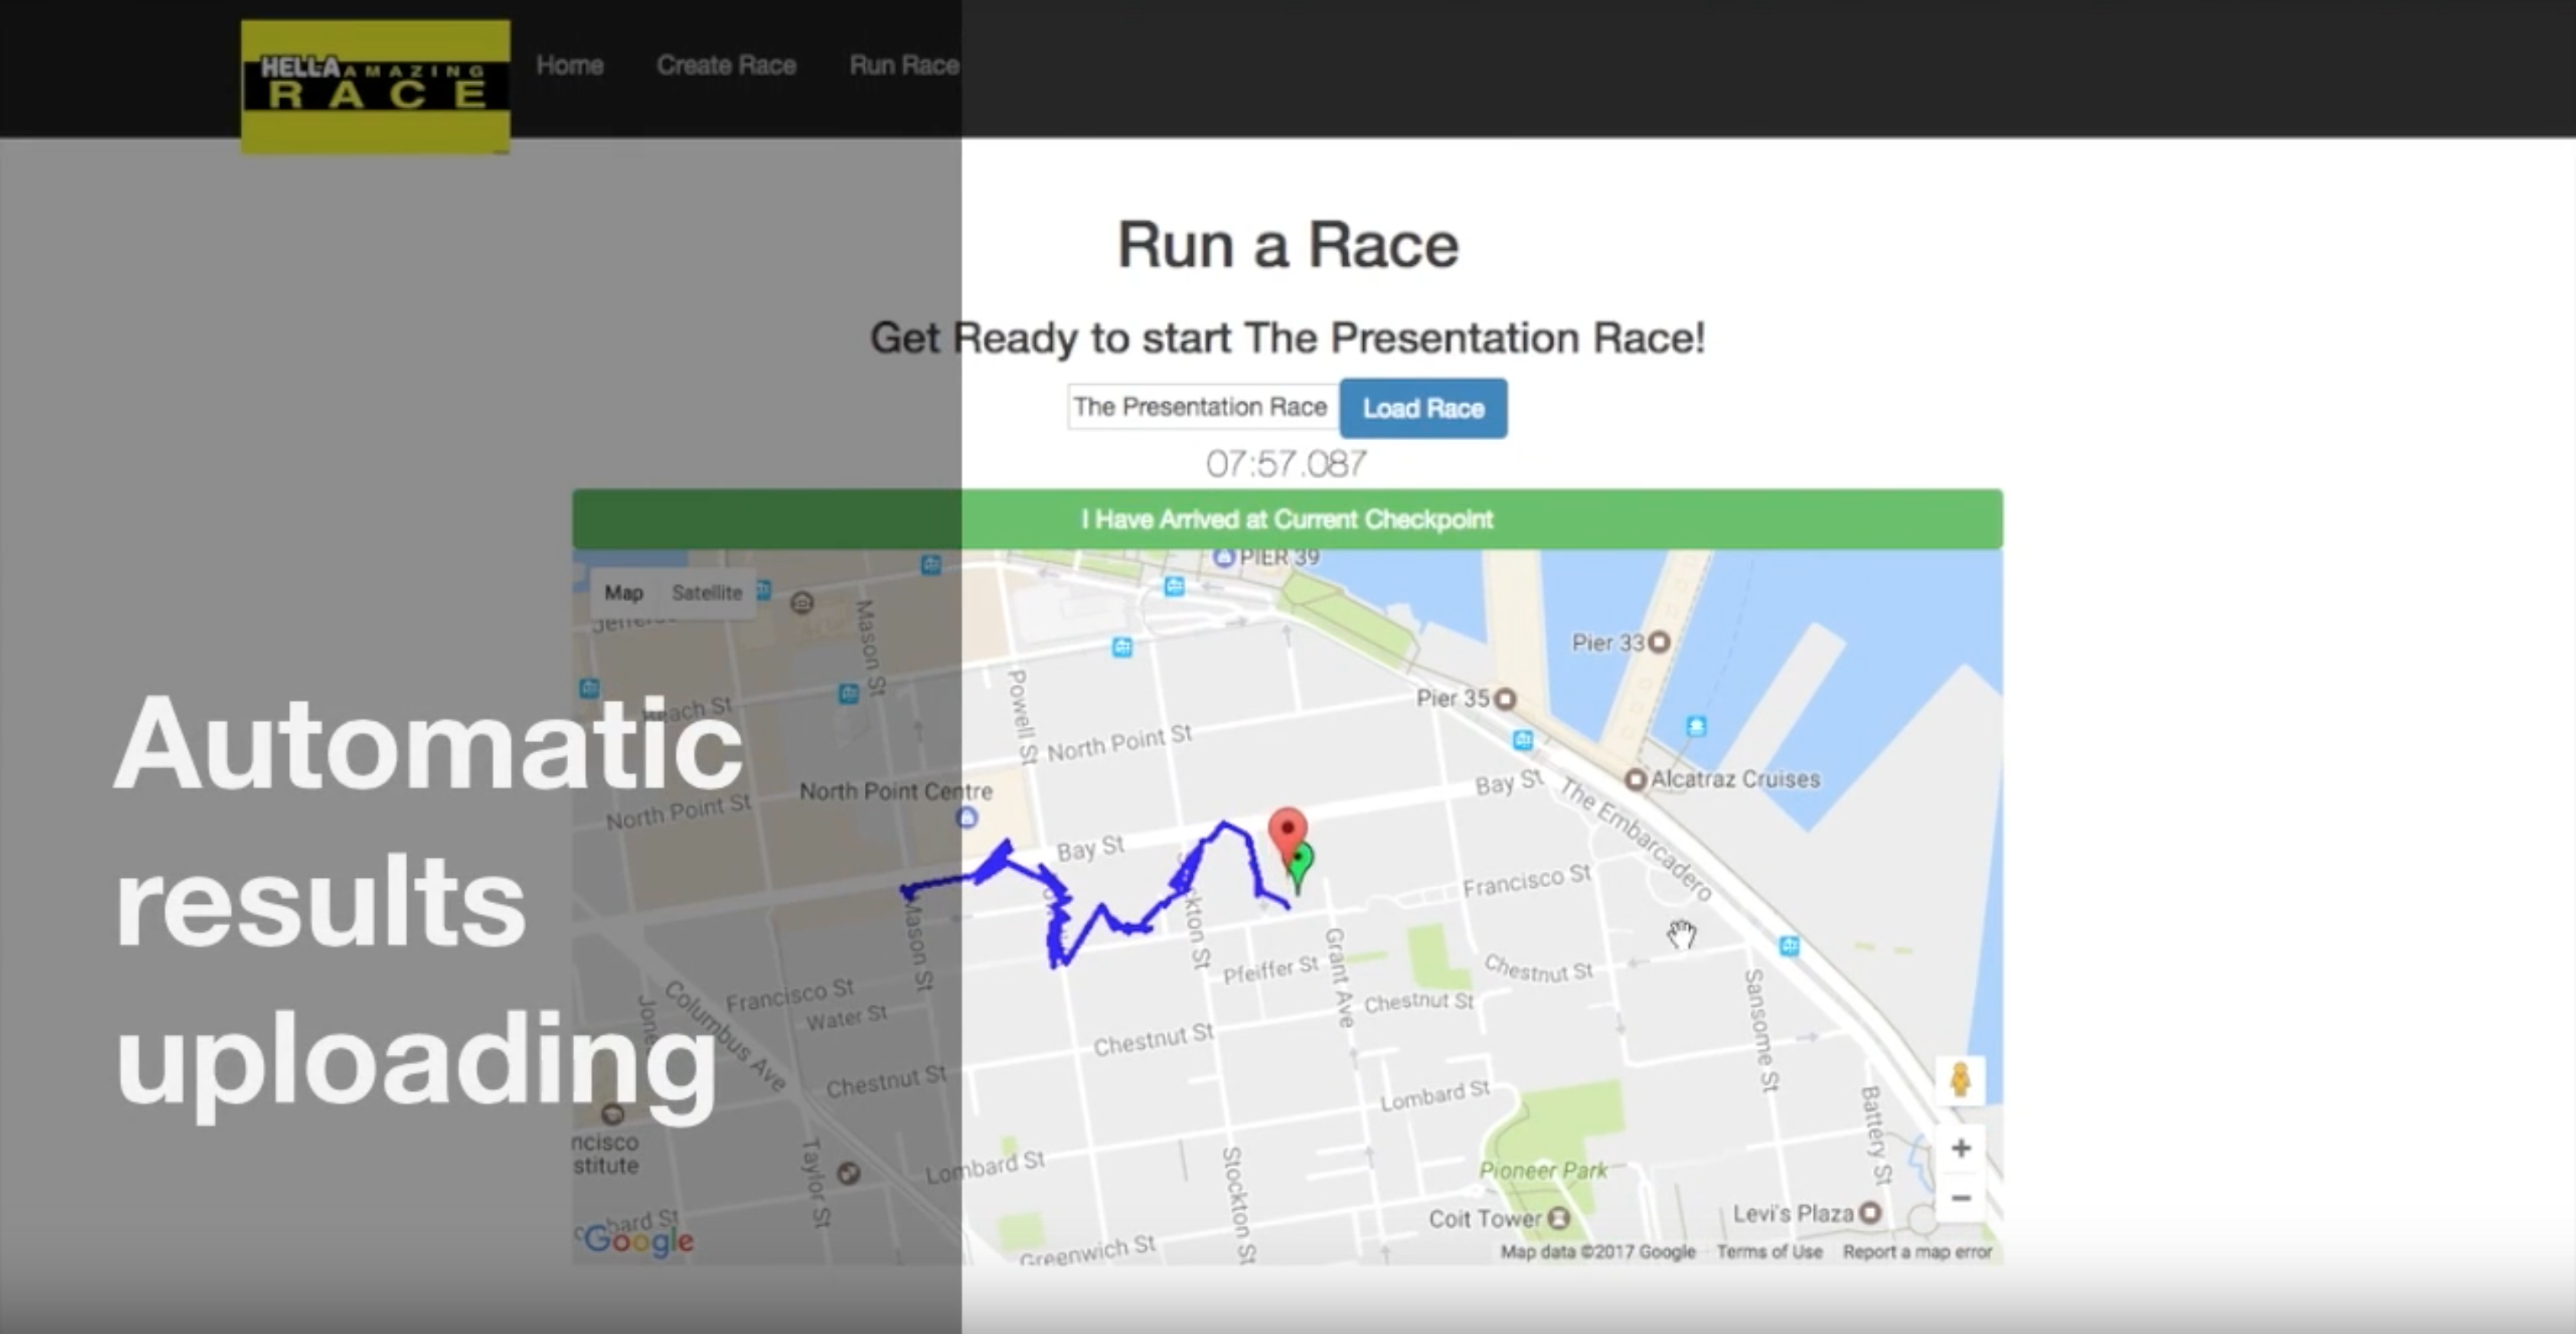 HELLA AMAZING
RACE
Home
Create Race
Run Race
Run a Race
Get Ready to start The Presentation Race!
The Presentation Race
Load Race
07:57.087
I Have Arrived at Current Checkpoint
Automatic
results
uploading
Map
Satellite
PIER 39
Mason St
Pier 33
Beach St
Powell St
Pier 35
North Point St
North Point Centre
Alcatraz Cruises
Bay St
North Point St
The Embarcadero
Bay St
Francisco St
Mason St
ckton St
Grant Ave
Pfeiffer St
Chestnut St
Sansome St
Francisco St
Columbus Ave
Chestnut St
Water St
Chestnut St
Chestnut St
Lombard St
Battery St
ncisco
stitute
Taylor St
Lombard St
Stockton St
Pioneer Park
Coit Tower
Levi's Plaza
bard St
Google
Greenwich St
Map data ©2017 Google
Terms of Use
Report a map error